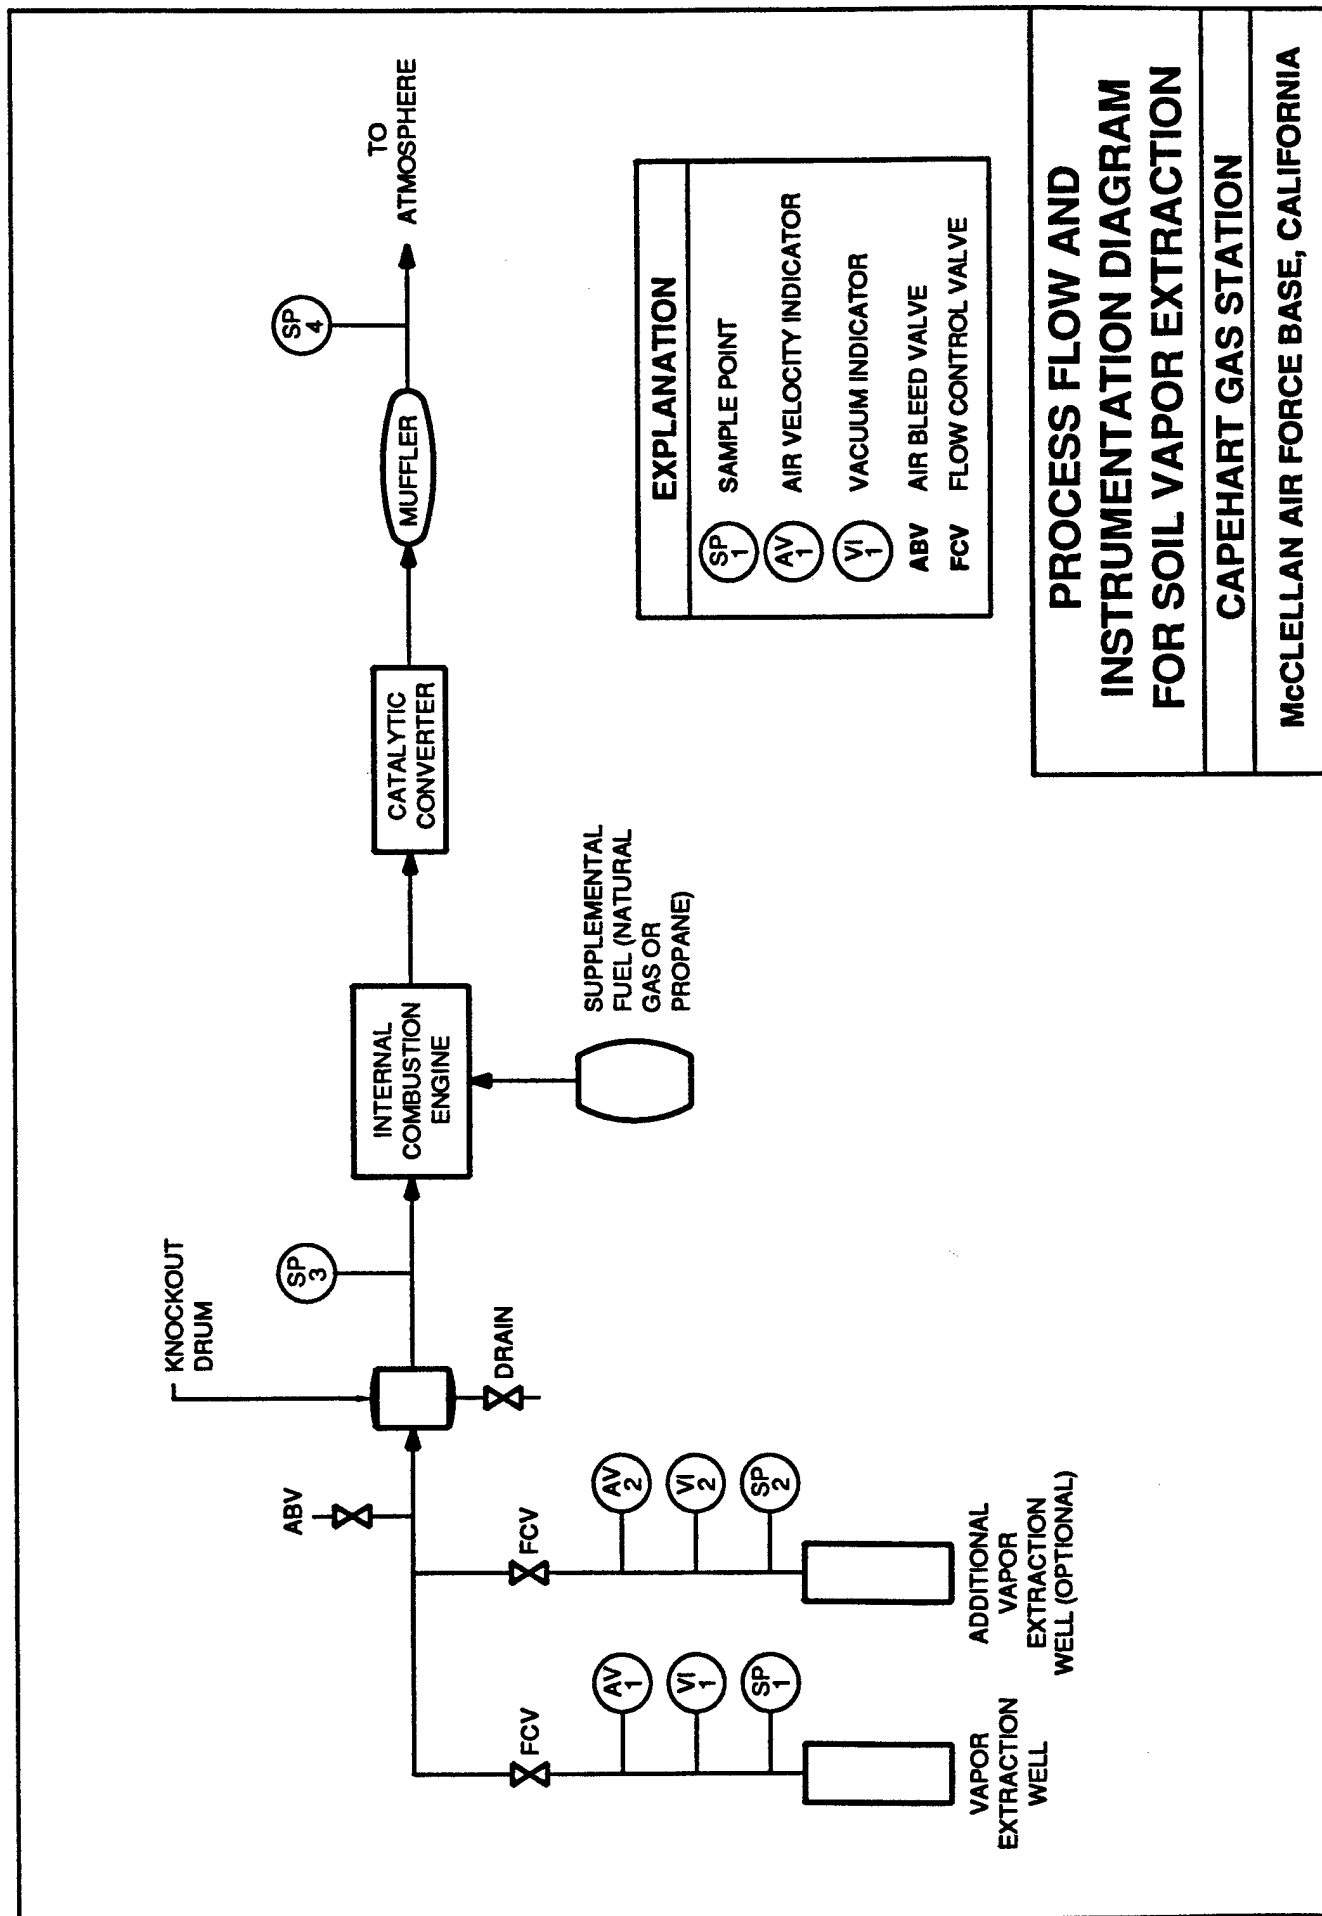 KNOCKOUT
DRUM
ABV
SP
3
DRAIN
FCV
FCV
AV
1
VI
1
SP
1
AV
2
VI
2
SP
2
VAPOR
EXTRACTION
WELL
ADDITIONAL
VAPOR
EXTRACTION
WELL (OPTIONAL)
INTERNAL
COMBUSTION
ENGINE
SUPPLEMENTAL
FUEL (NATURAL
GAS OR
PROPANE)
CATALYTIC
CONVERTER
MUFFLER
SP
4
TO
ATMOSPHERE
EXPLANATION
SP
1
SAMPLE POINT
AV
1
AIR VELOCITY INDICATOR
VI
1
VACUUM INDICATOR
ABV AIR BLEED VALVE
FCV FLOW CONTROL VALVE
PROCESS FLOW AND
INSTRUMENTATION DIAGRAM
FOR SOIL VAPOR EXTRACTION
CAPEHART GAS STATION
McCLELLAN AIR FORCE BASE, CALIFORNIA